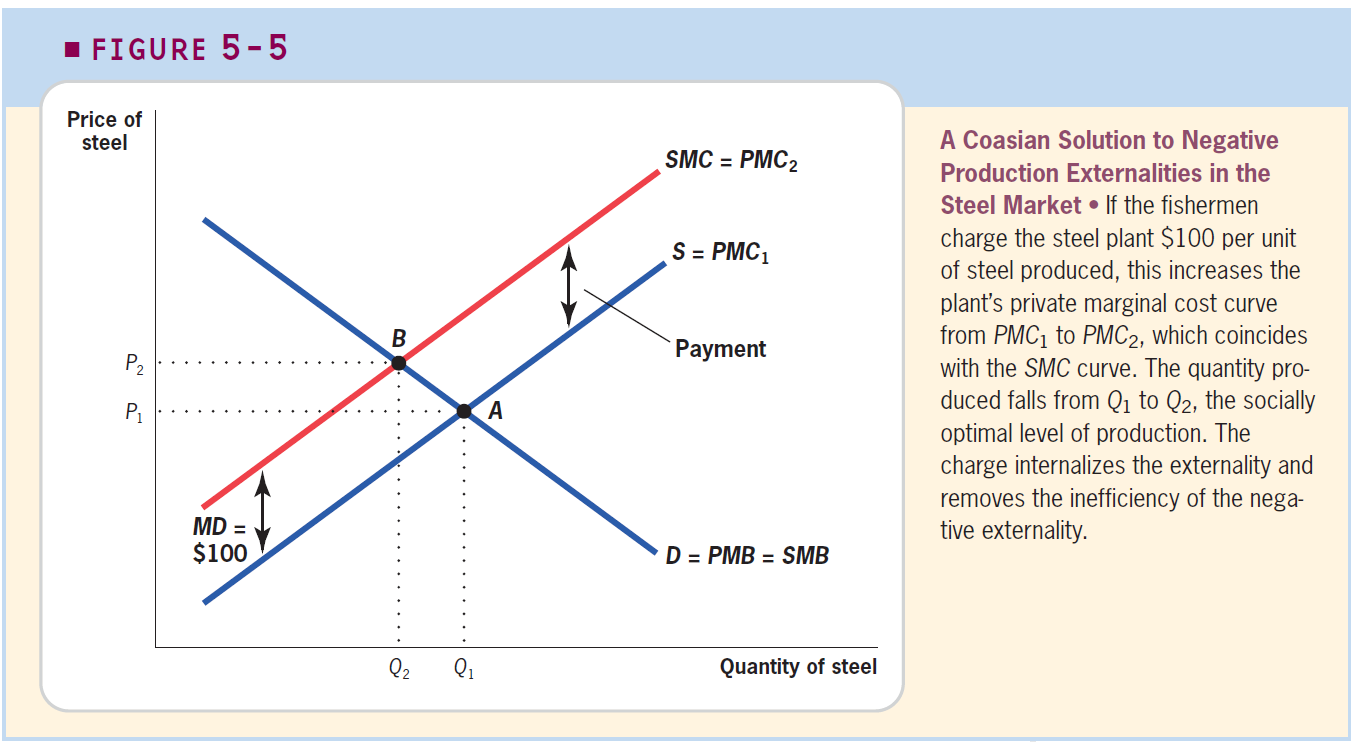 ■ FIGURE 5-5
Price of
steel
SMC = PMC₂
S = PMC₁
B
Payment
P₂
P₁
A
MD =
$100
D = PMB = SMB
Q₂ Q₁ Quantity of steel
A Coasian Solution to Negative
Production Externalities in the
Steel Market • If the fishermen
charge the steel plant $100 per unit
of steel produced, this increases the
plant's private marginal cost curve
from PMC₁ to PMC₂, which coincides
with the SMC curve. The quantity pro-
duced falls from Q₁ to Q₂, the socially
optimal level of production. The
charge internalizes the externality and
removes the inefficiency of the nega-
tive externality.